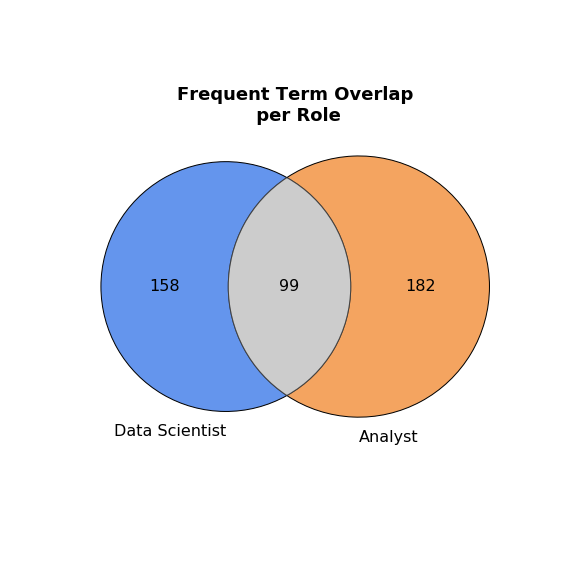 Frequent Term Overlap
per Role
158
99
182
Data Scientist
Analyst